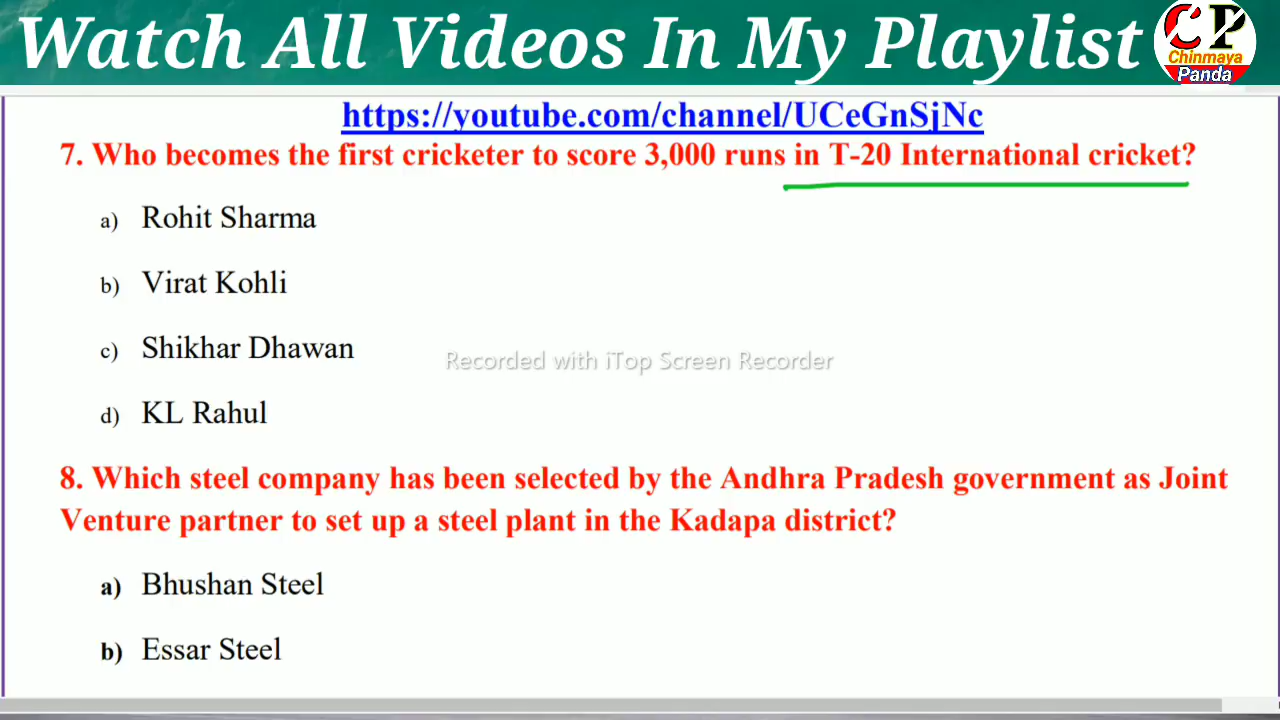 Watch All Videos In My Playlist
CP
Chinmaya
Panda
https://youtube.com/channel/UCeGnSjNc
7. Who becomes the first cricketer to score 3,000 runs in T-20 International cricket?
a) Rohit Sharma
b) Virat Kohli
c) Shikhar Dhawan
Recorded with iTop Screen Recorder
d) KL Rahul
8. Which steel company has been selected by the Andhra Pradesh government as Joint
Venture partner to set up a steel plant in the Kadapa district?
a) Bhushan Steel
b) Essar Steel